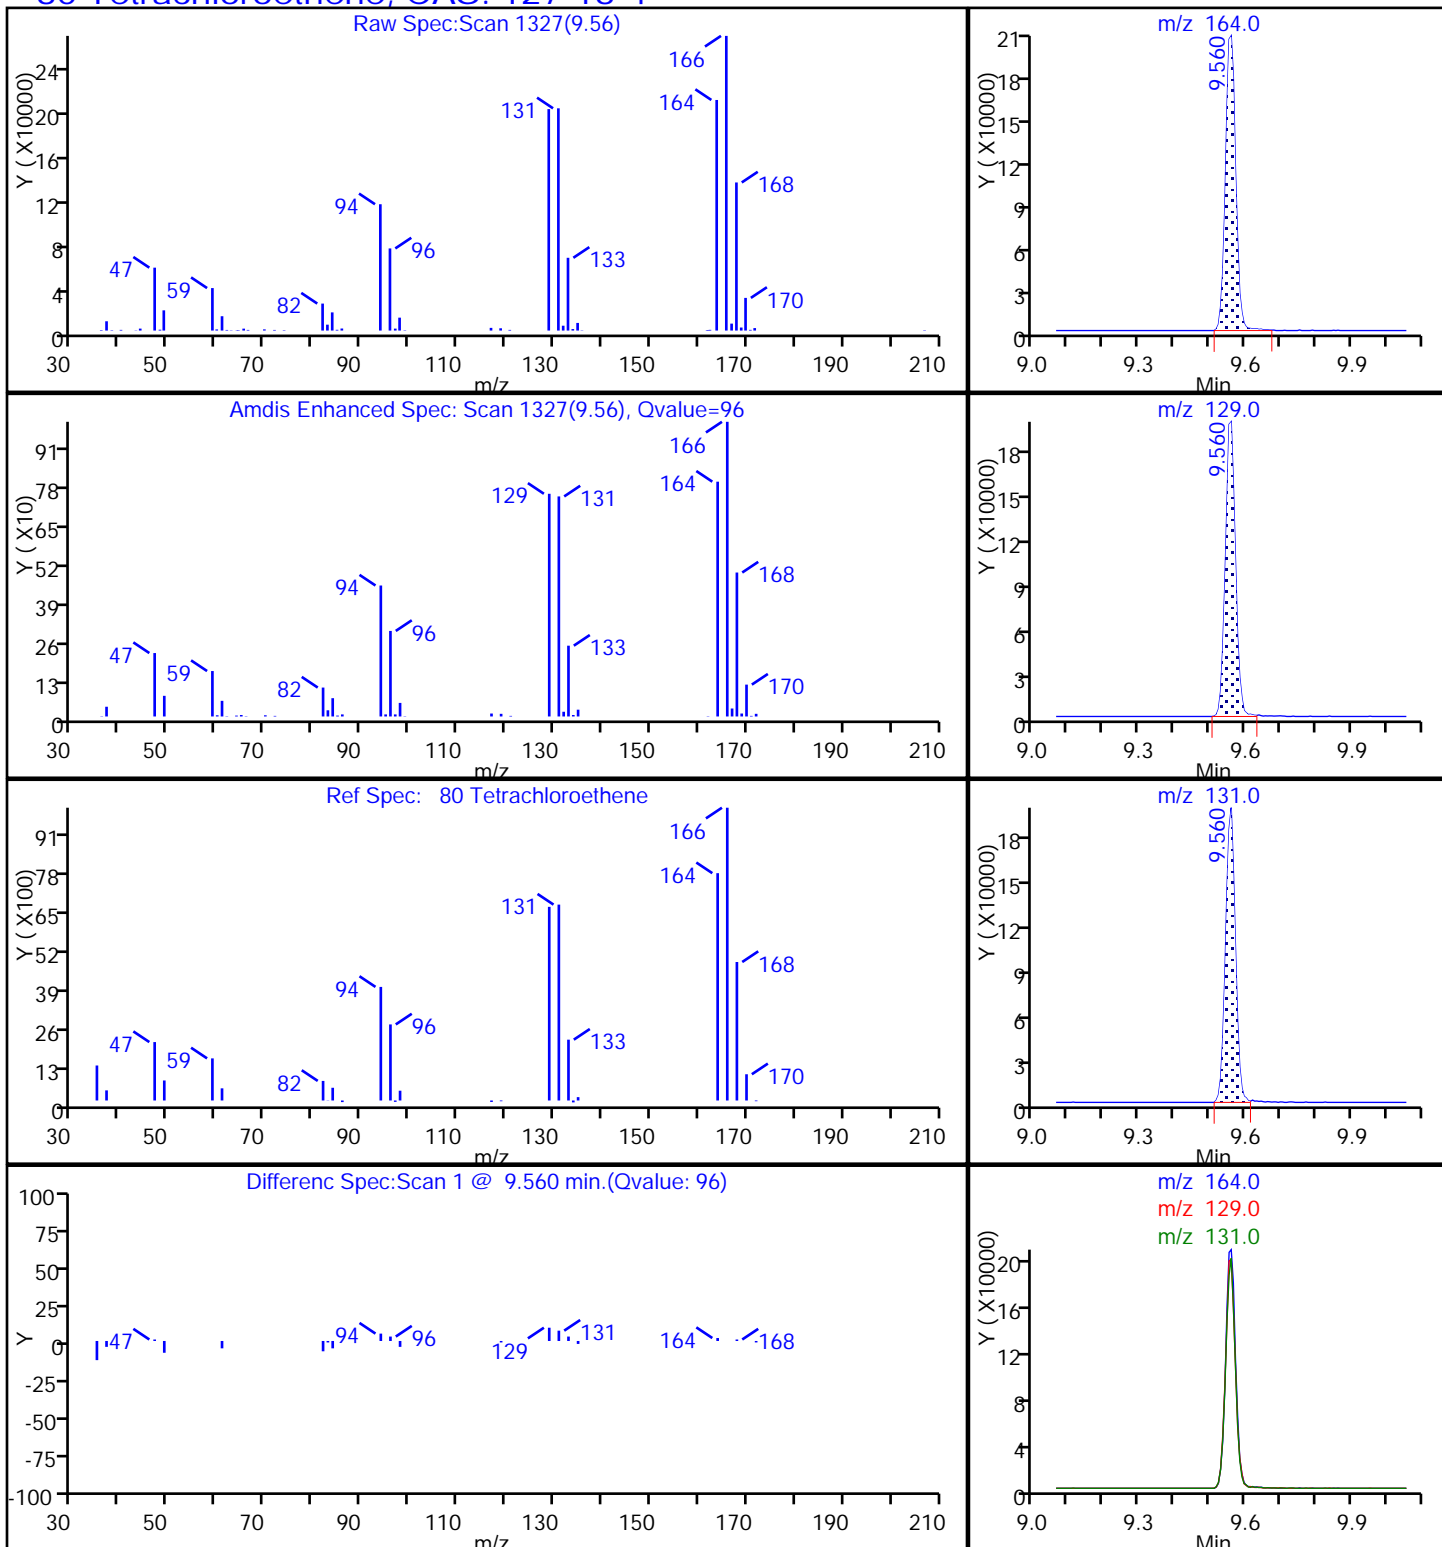 80 Tetrachloroethene, CAS: 127-18-4
Raw Spec:Scan 1327(9.56)
Y ( X10000)
24
20
16
12
8
4
0
166
164
131
168
94
96
133
47
59
82
170
30 50 70 90 110 130 150 170 190 210
m/z
m/z 164.0
Y ( X10000)
21
18
15
12
9
6
3
0
9.560
9.0 9.3 9.6 9.9
Min
Amdis Enhanced Spec: Scan 1327(9.56), Qvalue=96
Y ( X10)
91
78
65
52
39
26
13
0
166
164
129
131
168
94
96
133
47
59
82
170
30 50 70 90 110 130 150 170 190 210
m/z
m/z 129.0
Y ( X10000)
18
15
12
9
6
3
0
9.560
9.0 9.3 9.6 9.9
Min
Ref Spec: 80 Tetrachloroethene
Y ( X100)
91
78
65
52
39
26
13
0
166
164
131
168
94
96
133
47
59
82
170
30 50 70 90 110 130 150 170 190 210
m/z
m/z 131.0
Y ( X10000)
18
15
12
9
6
3
0
9.560
9.0 9.3 9.6 9.9
Min
Differenc Spec:Scan 1 @ 9.560 min.(Qvalue: 96)
Y
100
75
50
25
0
-25
-50
-75
-100
47
94
96
129
131
164
168
30 50 70 90 110 130 150 170 190 210
m/z
m/z 164.0
m/z 129.0
m/z 131.0
Y ( X10000)
20
16
12
8
4
0
9.0 9.3 9.6 9.9
Min